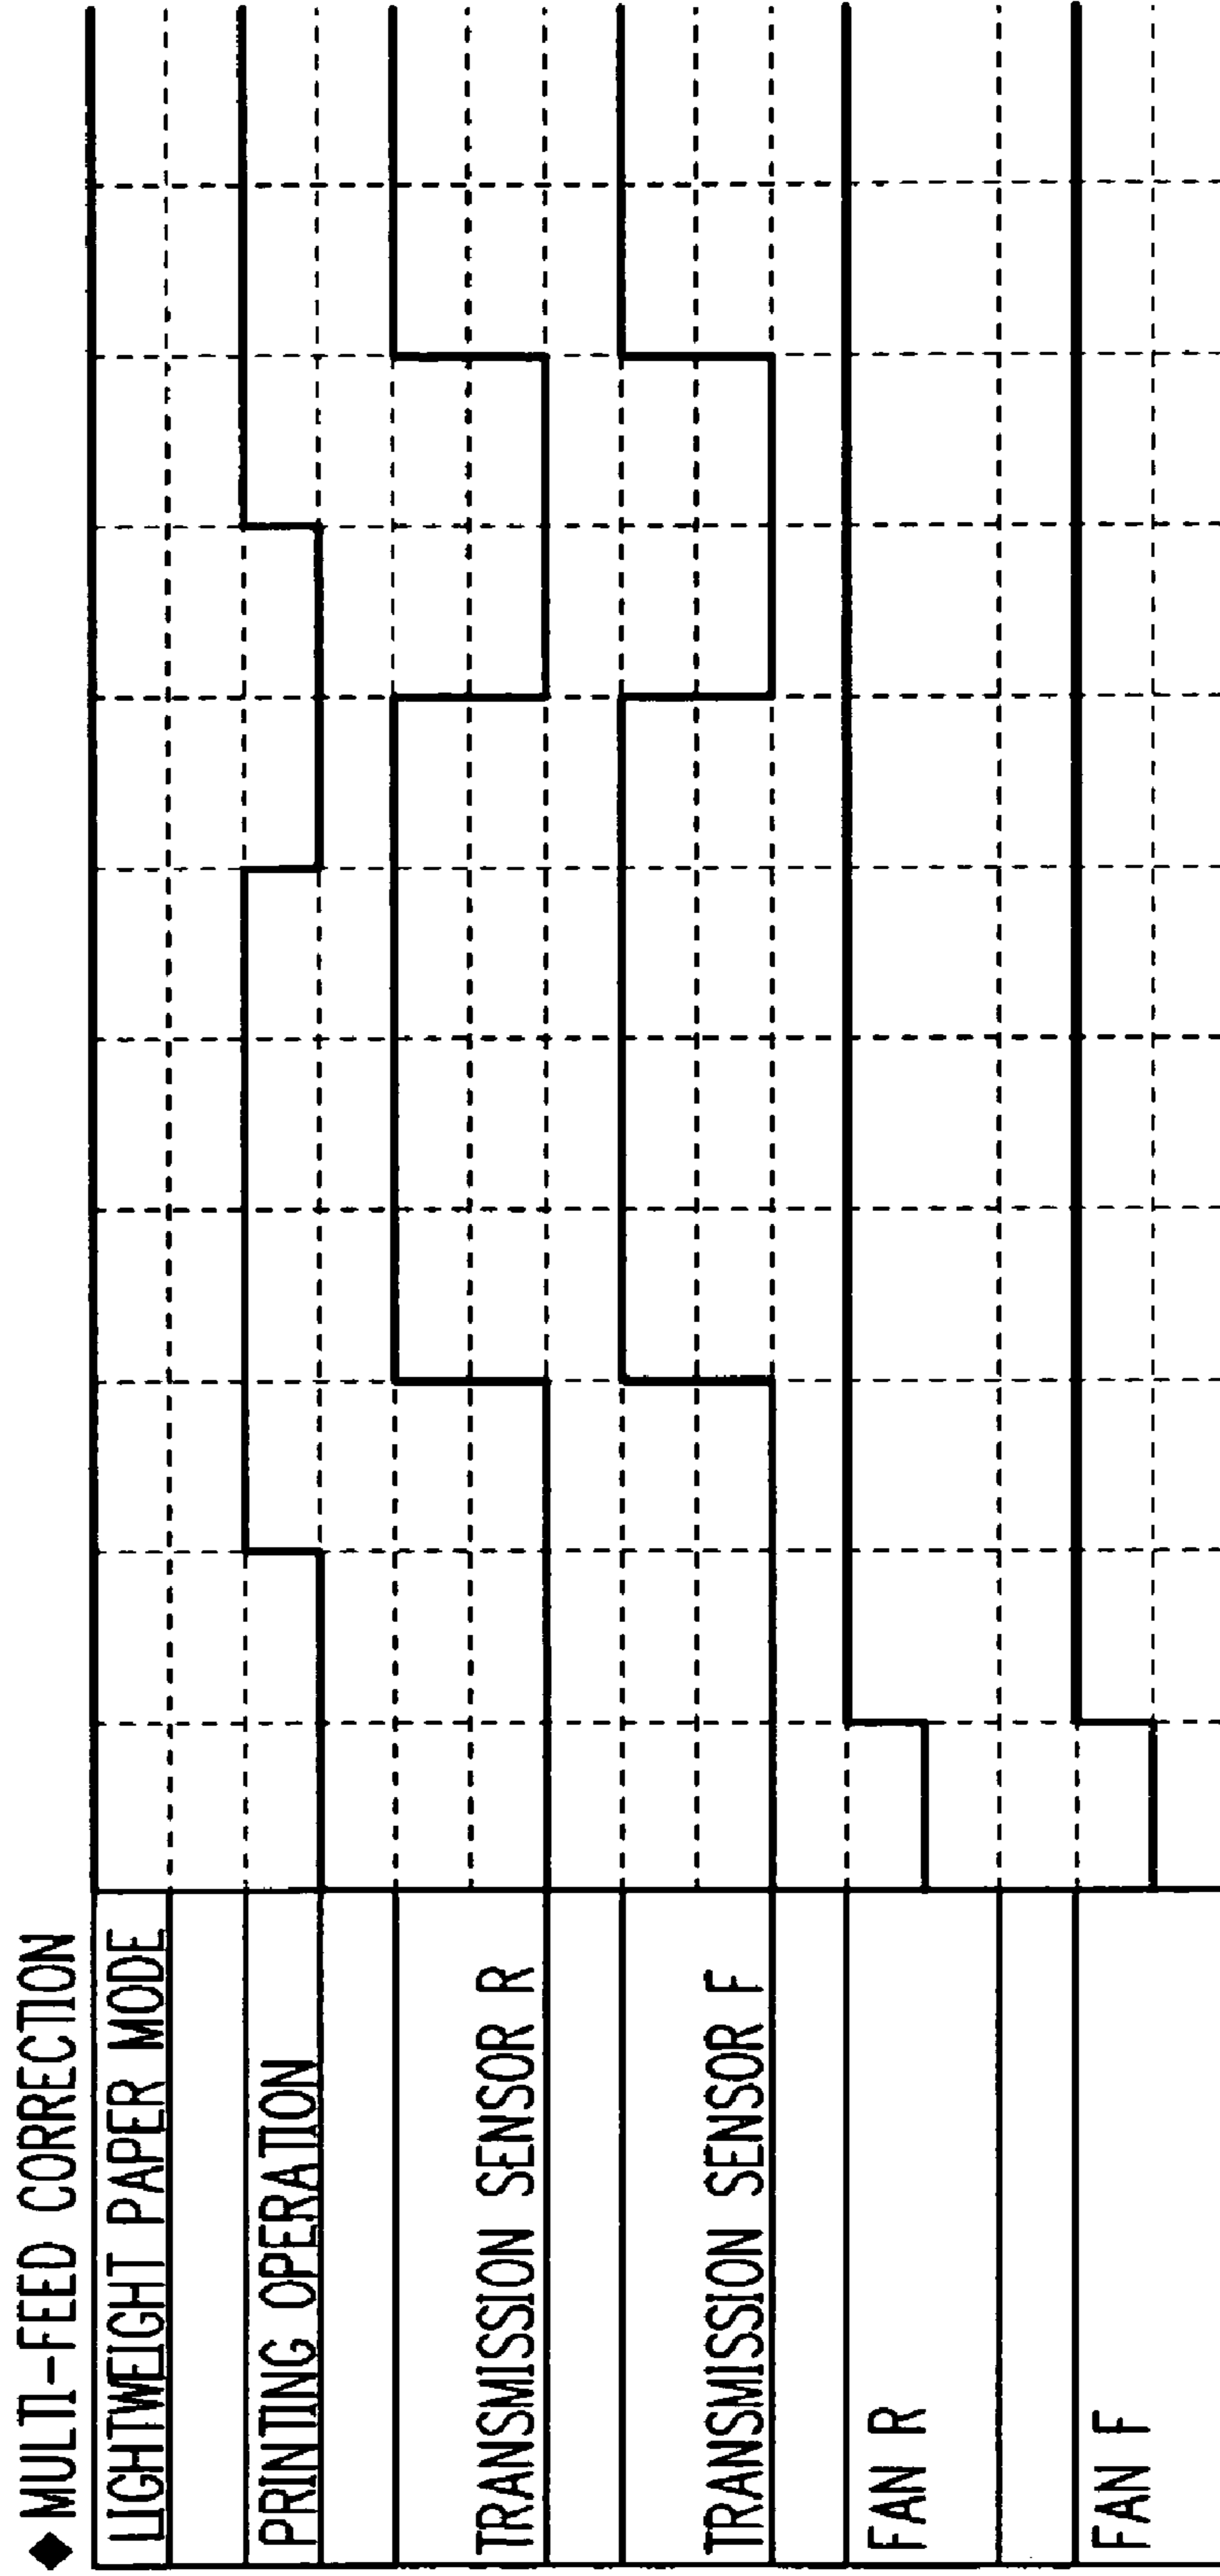 ◆ MULTI-FEED CORRECTION
LIGHTWEIGHT PAPER MODE
PRINTING OPERATION
TRANSMISSION SENSOR R
TRANSMISSION SENSOR F
FAN R
FAN F